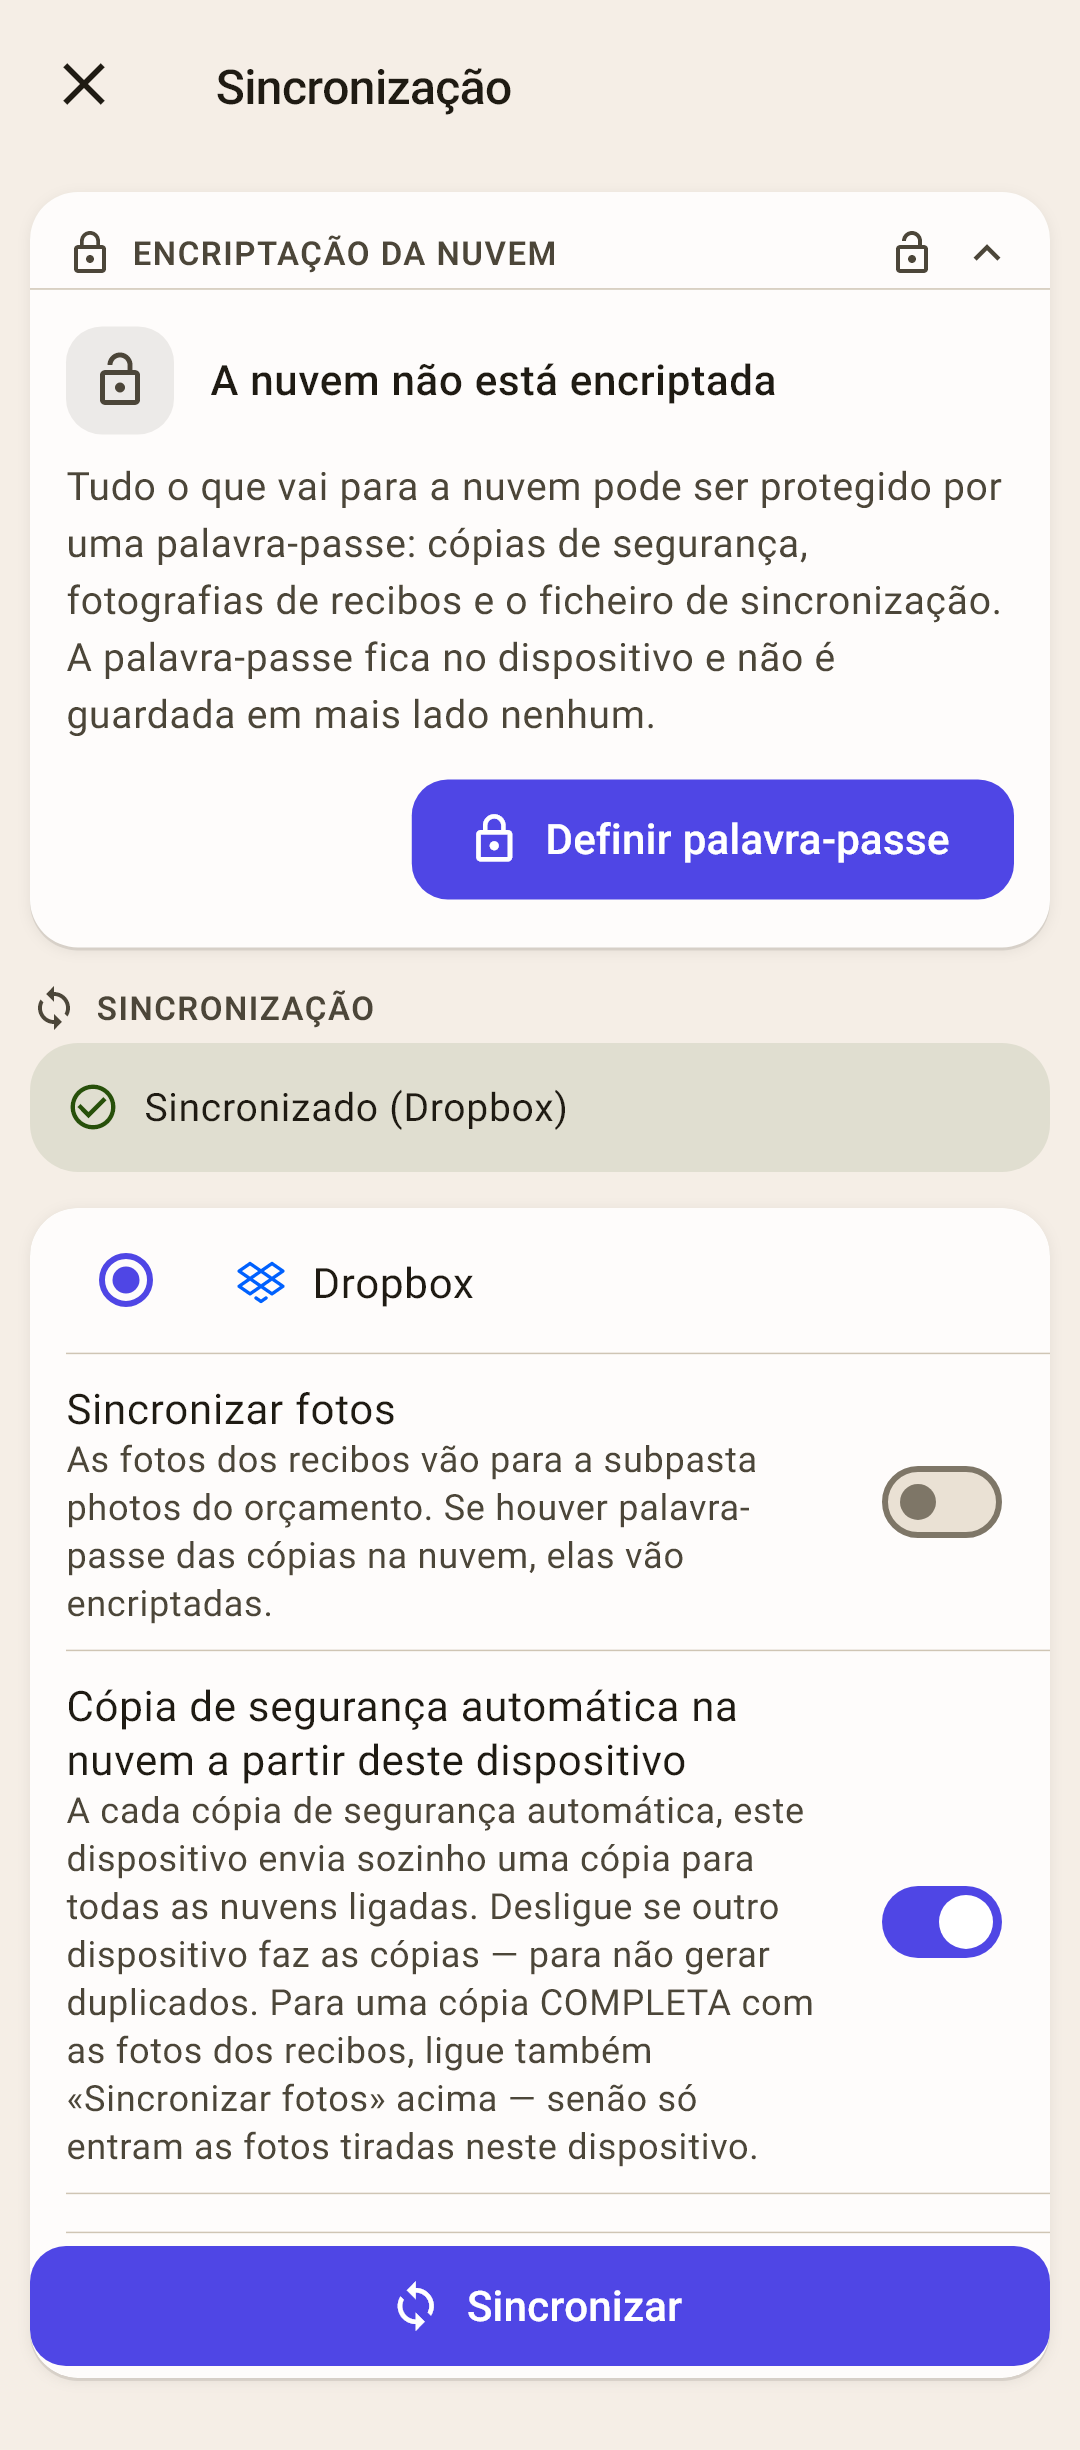 Sincronização
ENCRIPTAÇÃO DA NUVEM
A nuvem não está encriptada
Tudo o que vai para a nuvem pode ser protegido por
uma palavra-passe: cópias de segurança,
fotografias de recibos e o ficheiro de sincronização.
A palavra-passe fica no dispositivo e não é
guardada em mais lado nenhum.
Definir palavra-passe
SINCRONIZAÇÃO
Sincronizado (Dropbox)
Dropbox
Sincronizar fotos
As fotos dos recibos vão para a subpasta
photos do orçamento. Se houver palavra-
passe das cópias na nuvem, elas vão
encriptadas.
Cópia de segurança automática na
nuvem a partir deste dispositivo
A cada cópia de segurança automática, este
dispositivo envia sozinho uma cópia para
todas as nuvens ligadas. Desligue se outro
dispositivo faz as cópias — para não gerar
duplicados. Para uma cópia COMPLETA com
as fotos dos recibos, ligue também
«Sincronizar fotos» acima — senão só
entram as fotos tiradas neste dispositivo.
Sincronizar